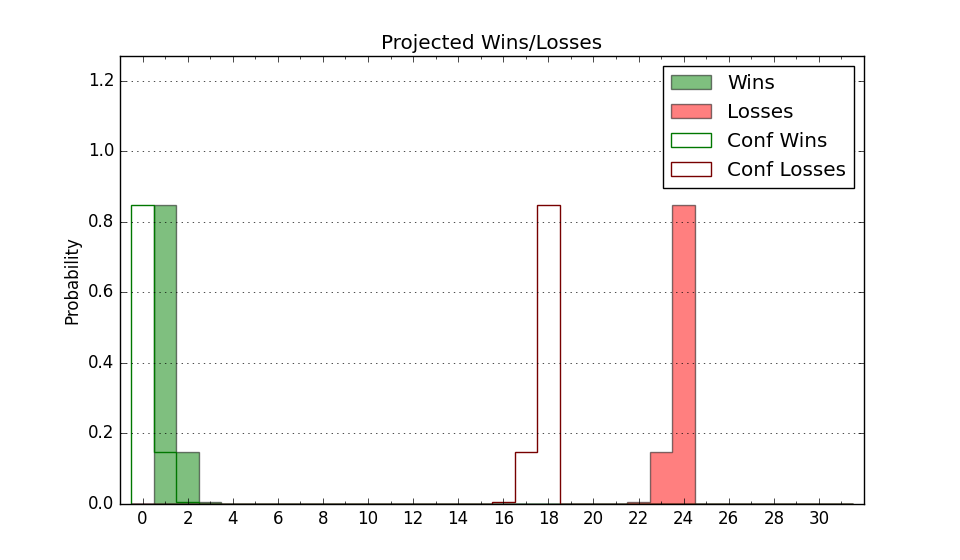 Projected Wins/Losses
1.2
1.0
0.8
0.6
0.4
0.2
0.0
Probability
Wins
Losses
Conf Wins
Conf Losses
0 2 4 6 8 10 12 14 16 18 20 22 24 26 28 30